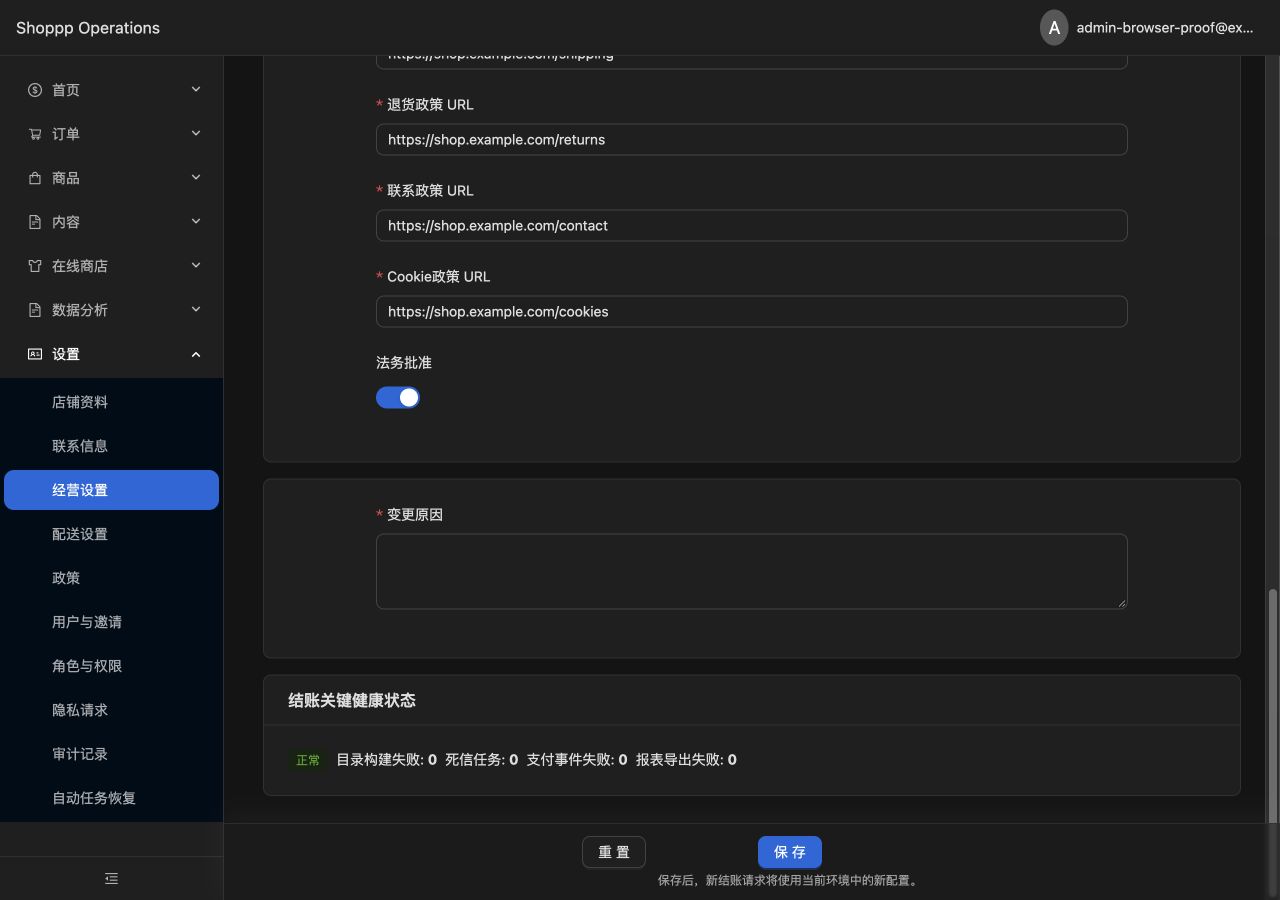 Shoppp Operations
A
admin-browser-proof@ex...
首页
订单
商品
内容
在线商店
数据分析
设置
店铺资料
联系信息
经营设置
配送设置
政策
用户与邀请
角色与权限
隐私请求
审计记录
自动任务恢复
https://shop.example.com/shipping
* 退货政策 URL
https://shop.example.com/returns
* 联系政策 URL
https://shop.example.com/contact
* Cookie政策 URL
https://shop.example.com/cookies
法务批准
* 变更原因
结账关键健康状态
正常 目录构建失败: 0 死信任务: 0 支付事件失败: 0 报表导出失败: 0
重 置
保 存
保存后，新结账请求将使用当前环境中的新配置。